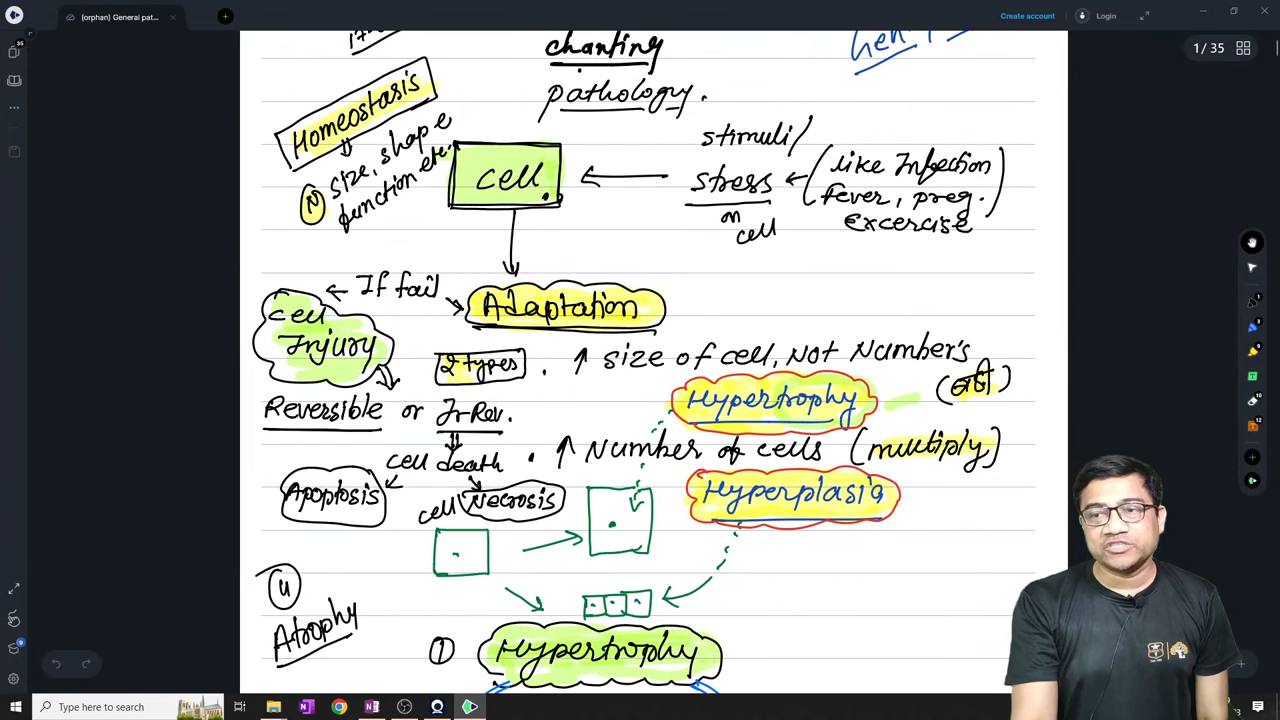 (orphan) General pat...
Create account
Login
35
1 / 35
chanting
pathology.
Homeostasis
N size, shape
function etc.
cell
stimuli/
stress
on
cell
(like Infection
fever, preg.
Excercise)
If fail
Adaptation
cell
Injury
2 types
. ↑ size of cell, Not Number's
Hypertrophy
Reversible or Ir-Rev.
cell death
. ↑ Number of cells (multiply)
Hyperplasia
Apoptosis
cell Necrosis
4
Atrophy
1 Hypertrophy
Type here to search